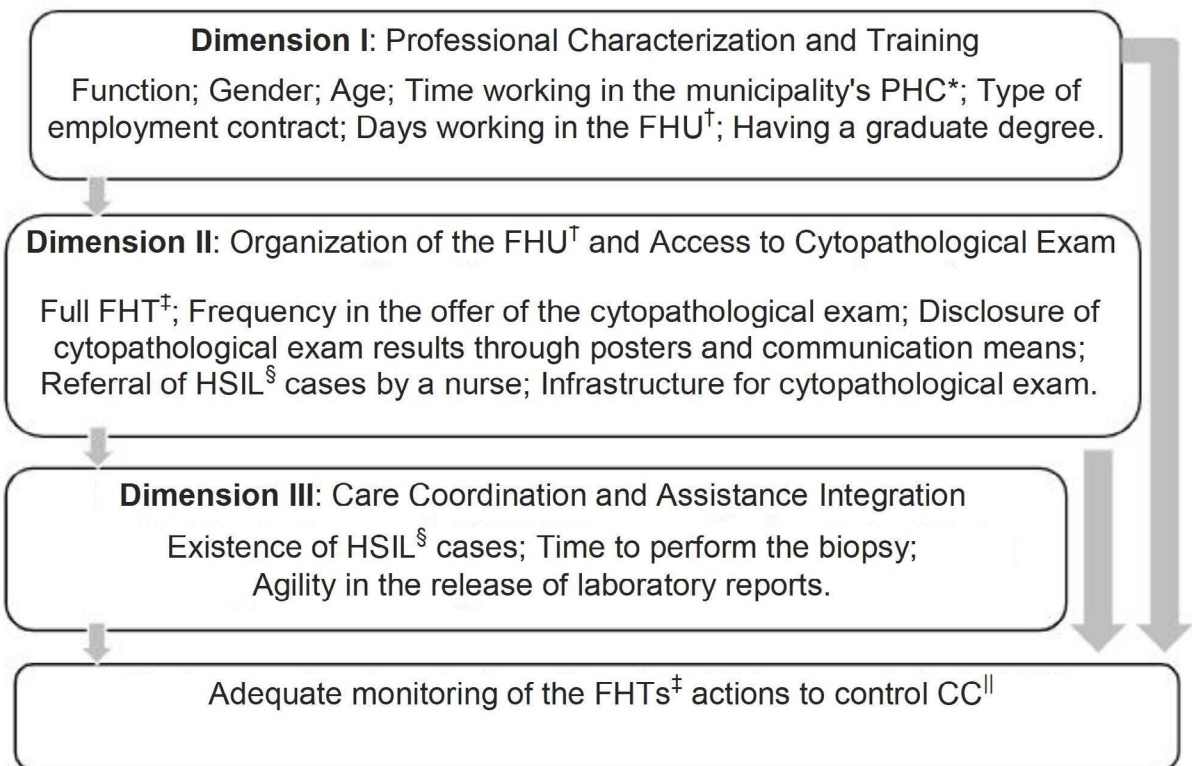 Dimension I: Professional Characterization and Training
Function; Gender; Age; Time working in the municipality's PHC*; Type of
employment contract; Days working in the FHU†; Having a graduate degree.
Dimension II: Organization of the FHU† and Access to Cytopathological Exam
Full FHT‡; Frequency in the offer of the cytopathological exam; Disclosure of
cytopathological exam results through posters and communication means;
Referral of HSIL§ cases by a nurse; Infrastructure for cytopathological exam.
Dimension III: Care Coordination and Assistance Integration
Existence of HSIL§ cases; Time to perform the biopsy;
Agility in the release of laboratory reports.
Adequate monitoring of the FHTs‡ actions to control CC||